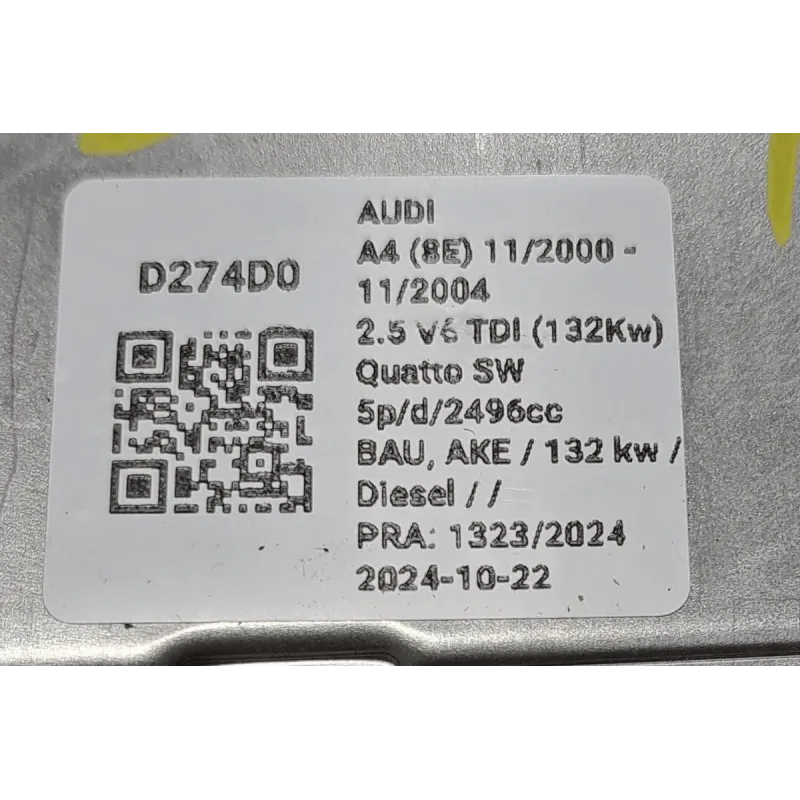 D274D0
AUDI
A4 (8E) 11/2000 -
11/2004
2.5 V6 TDI (132Kw)
Quatto SW
5p/d/2496cc
BAU, AKE / 132 kw /
Diesel / /
PRA: 1323/2024
2024-10-22